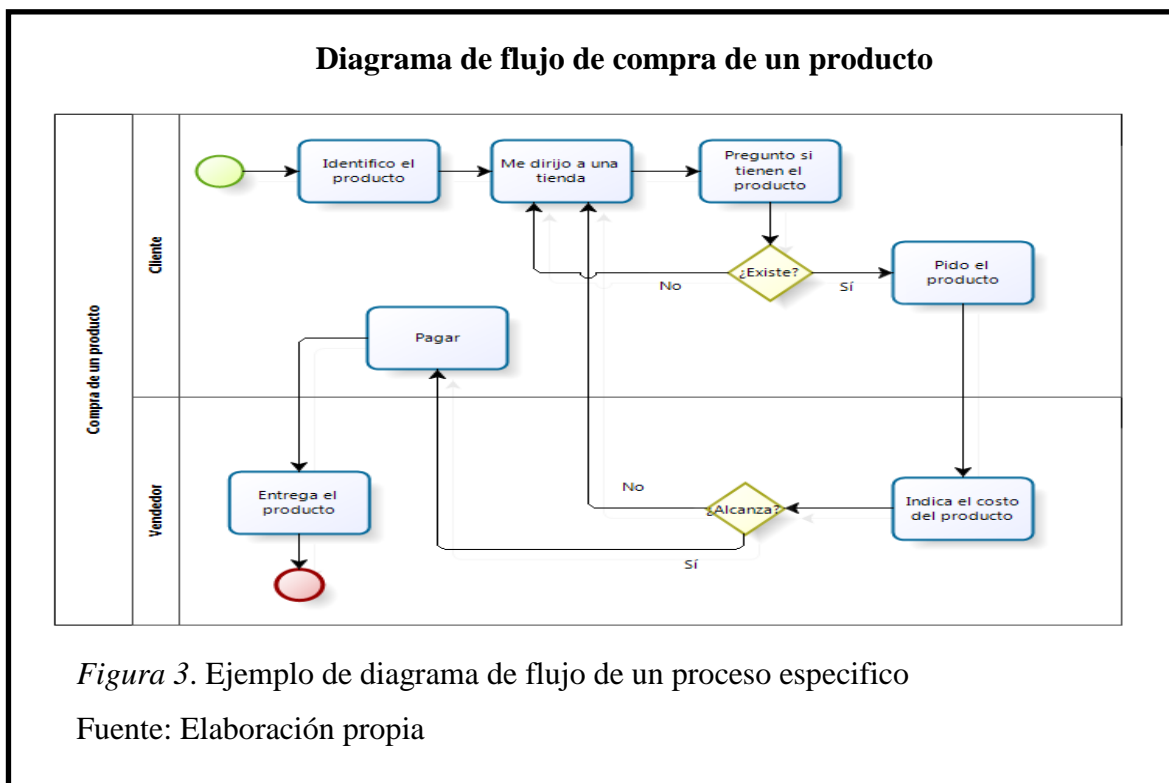 Diagrama de flujo de compra de un producto
Compra de un producto
Cliente
Identifico el
producto
Me dirijo a una
tienda
Pregunto si
tienen el
producto
¿Existe?
No
Sí
Pido el
producto
Pagar
Vendedor
Indica el costo
del producto
¿Alcanza?
No
Sí
Entrega el
producto
Figura 3. Ejemplo de diagrama de flujo de un proceso especifico
Fuente: Elaboración propia